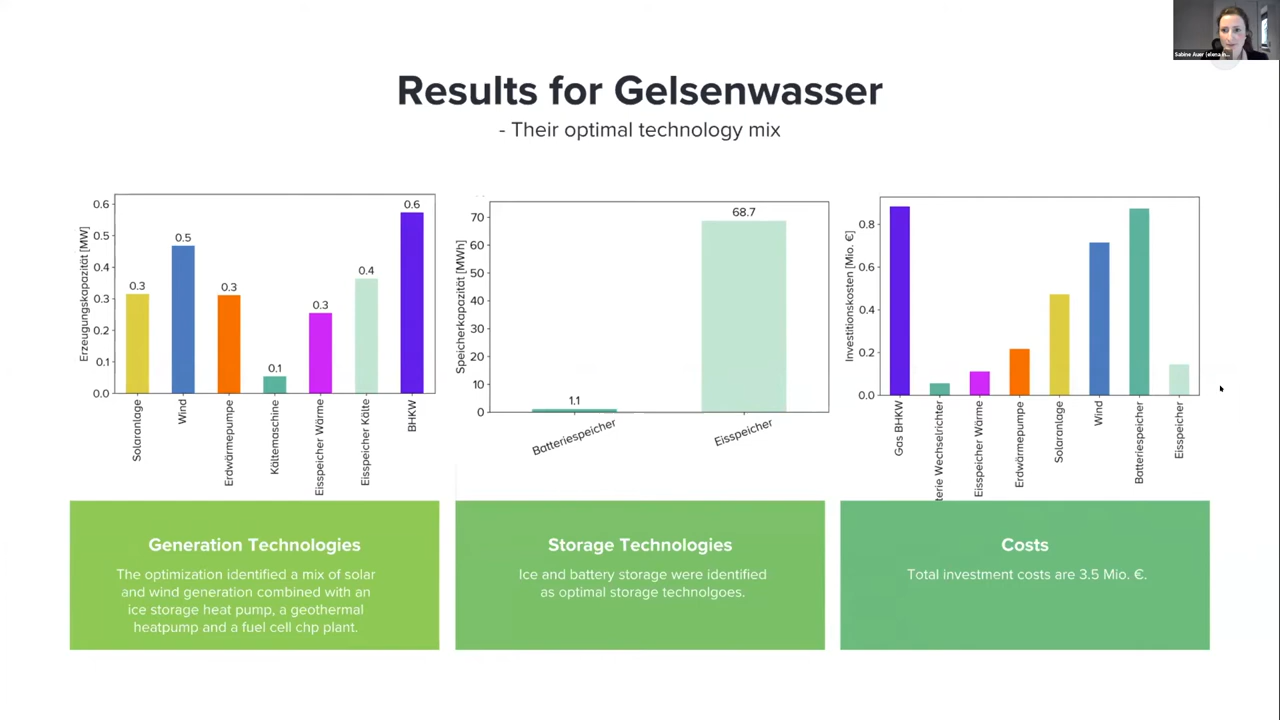 Sabine Auer (elena in...
Results for Gelsenwasser
- Their optimal technology mix
Erzeugungskapazität [MW]
0.6
0.5
0.4
0.3
0.2
0.1
0.0
0.3
0.5
0.3
0.1
0.3
0.4
0.6
Solaranlage
Wind
Erdwärmepumpe
Kältemaschine
Eisspeicher Wärme
Eisspeicher Kälte
BHKW
Speicherkapazität [MWh]
70
60
50
40
30
20
10
0
1.1
68.7
Batteriespeicher
Eisspeicher
Investitionskosten [Mio. €]
0.8
0.6
0.4
0.2
0.0
Gas BHKW
terie Wechselrichter
Eisspeicher Wärme
Erdwärmepumpe
Solaranlage
Wind
Batteriespeicher
Eisspeicher
Generation Technologies
The optimization identified a mix of solar
and wind generation combined with an
ice storage heat pump, a geothermal
heatpump and a fuel cell chp plant.
Storage Technologies
Ice and battery storage were identified
as optimal storage technolgoes.
Costs
Total investment costs are 3.5 Mio. €.